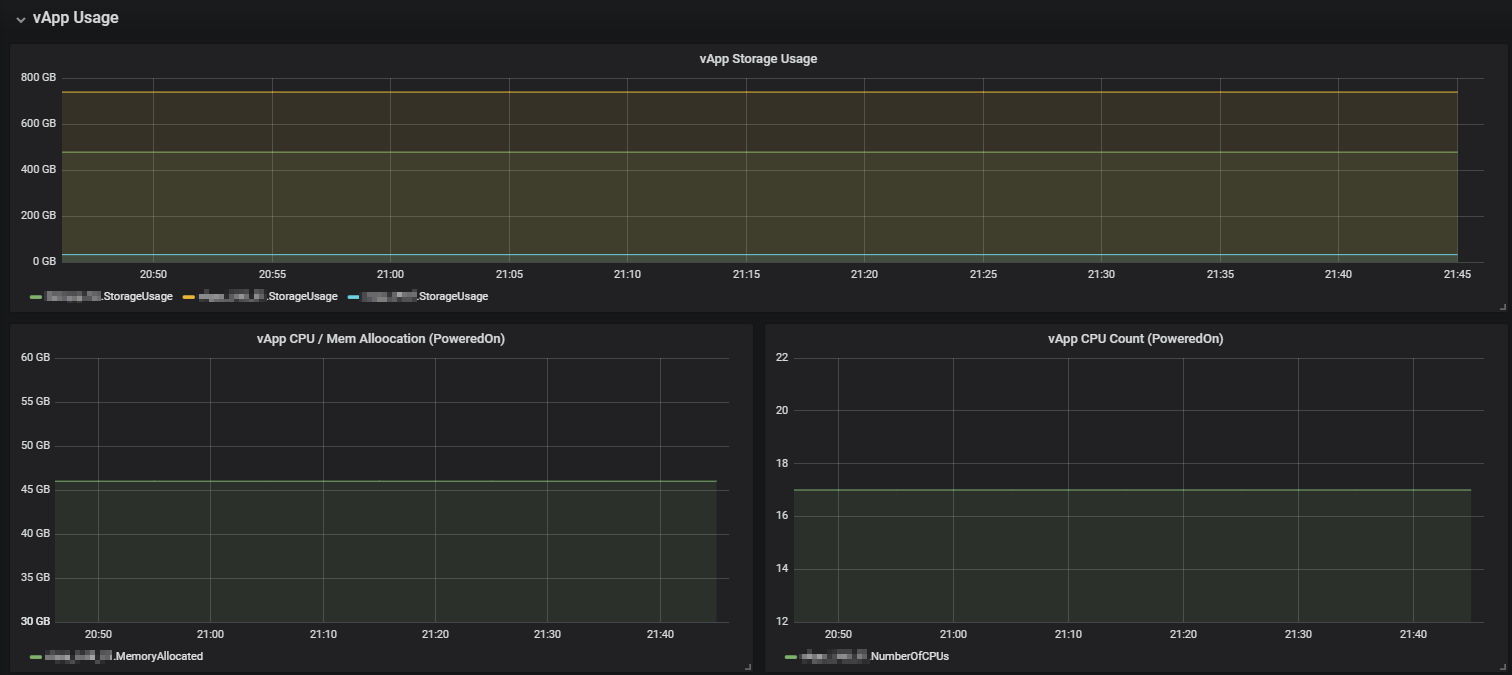 vApp Usage
vApp Storage Usage
800 GB
600 GB
400 GB
200 GB
0 GB
20:50 20:55 21:00 21:05 21:10 21:15 21:20 21:25 21:30 21:35 21:40 21:45
.StorageUsage .StorageUsage .StorageUsage
vApp CPU / Mem Alloocation (PoweredOn)
60 GB
55 GB
50 GB
45 GB
40 GB
35 GB
30 GB
20:50 21:00 21:10 21:20 21:30 21:40
.MemoryAllocated
vApp CPU Count (PoweredOn)
22
20
18
16
14
12
20:50 21:00 21:10 21:20 21:30 21:40
.NumberOfCPUs